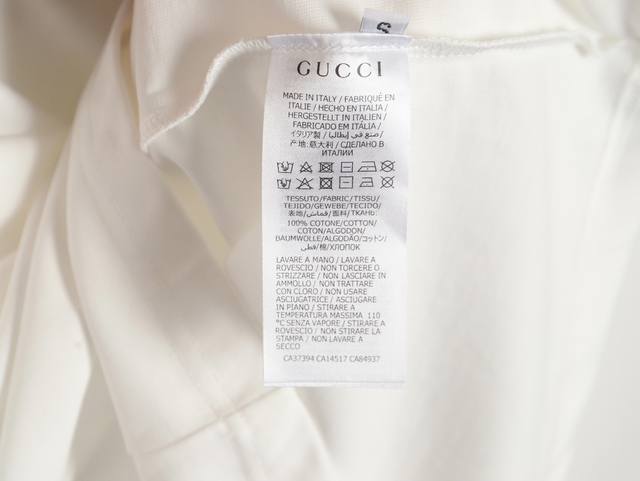 S
GUCCI
MADE IN ITALY / FABRIQUÉ EN
ITALIE / HECHO EN ITALIA /
HERGESTELLT IN ITALIEN /
FABRICADO EM ITÁLIA /
イタリア製 / صنع في إيطاليا /
产地:意大利 / СДЕЛАНО В
ИТАЛИИ
TESSUTO/FABRIC/TISSU/
TEJIDO/GEWEBE/TECIDO/
表地/قماش/面料/ТКАНЬ:
100% COTONE/COTTON/
COTON/ALGODON/
BAUMWOLLE/ALGODÃO/コットン/
قطن/棉/ХЛОПОК
LAVARE A MANO / LAVARE A
ROVESCIO / NON TORCERE O
STRIZZARE / NON LASCIARE IN
AMMOLLO / NON TRATTARE
CON CLORO / NON USARE
ASCIUGATRICE / ASCIUGARE
IN PIANO / STIRARE A
TEMPERATURA MASSIMA 110
°C SENZA VAPORE / STIRARE A
ROVESCIO / NON STIRARE LA
STAMPA / NON LAVARE A
SECCO
CA37394 CA14517 CA84937